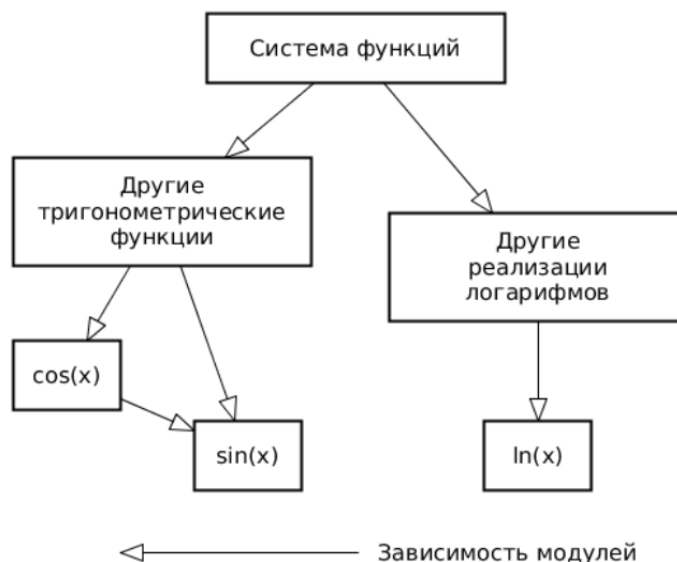 Система функций
Другие
тригонометрические
функции
Другие
реализации
логарифмов
cos(x)
sin(x)
ln(x)
Зависимость модулей